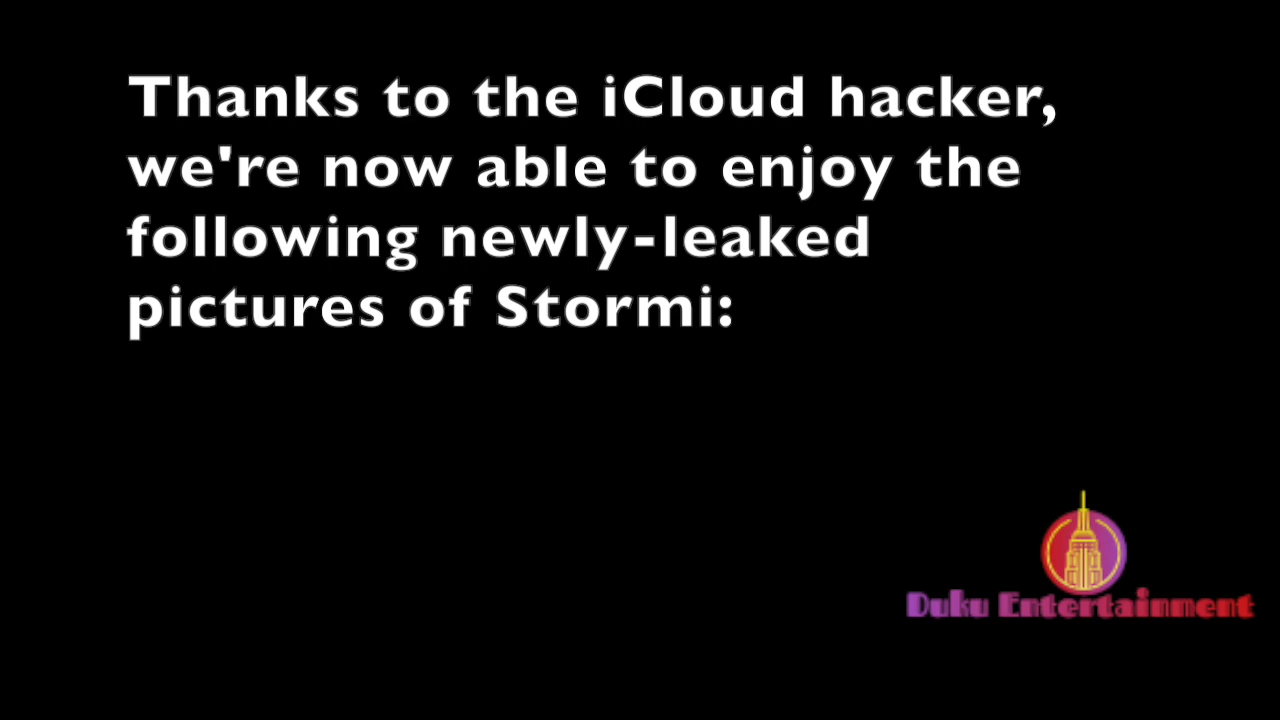 Thanks to the iCloud hacker,
we're now able to enjoy the
following newly-leaked
pictures of Stormi:
Duku Entertainment